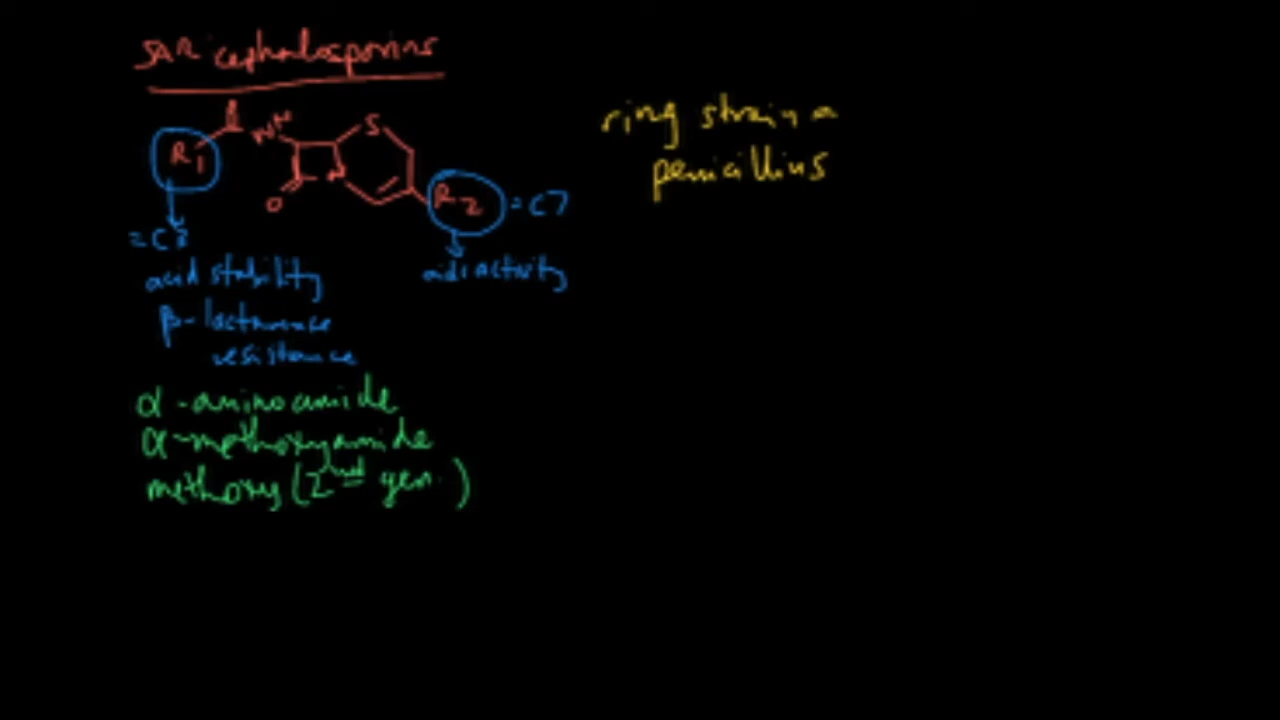 SAR cephalosporins
R1
NH
S
N
O
R2
= C7
= C3
acid stability
β-lactamase
resistance
activity
α-aminoamide
α-methoxyamide
methoxy (2nd gen.)
ring strain
penicillins